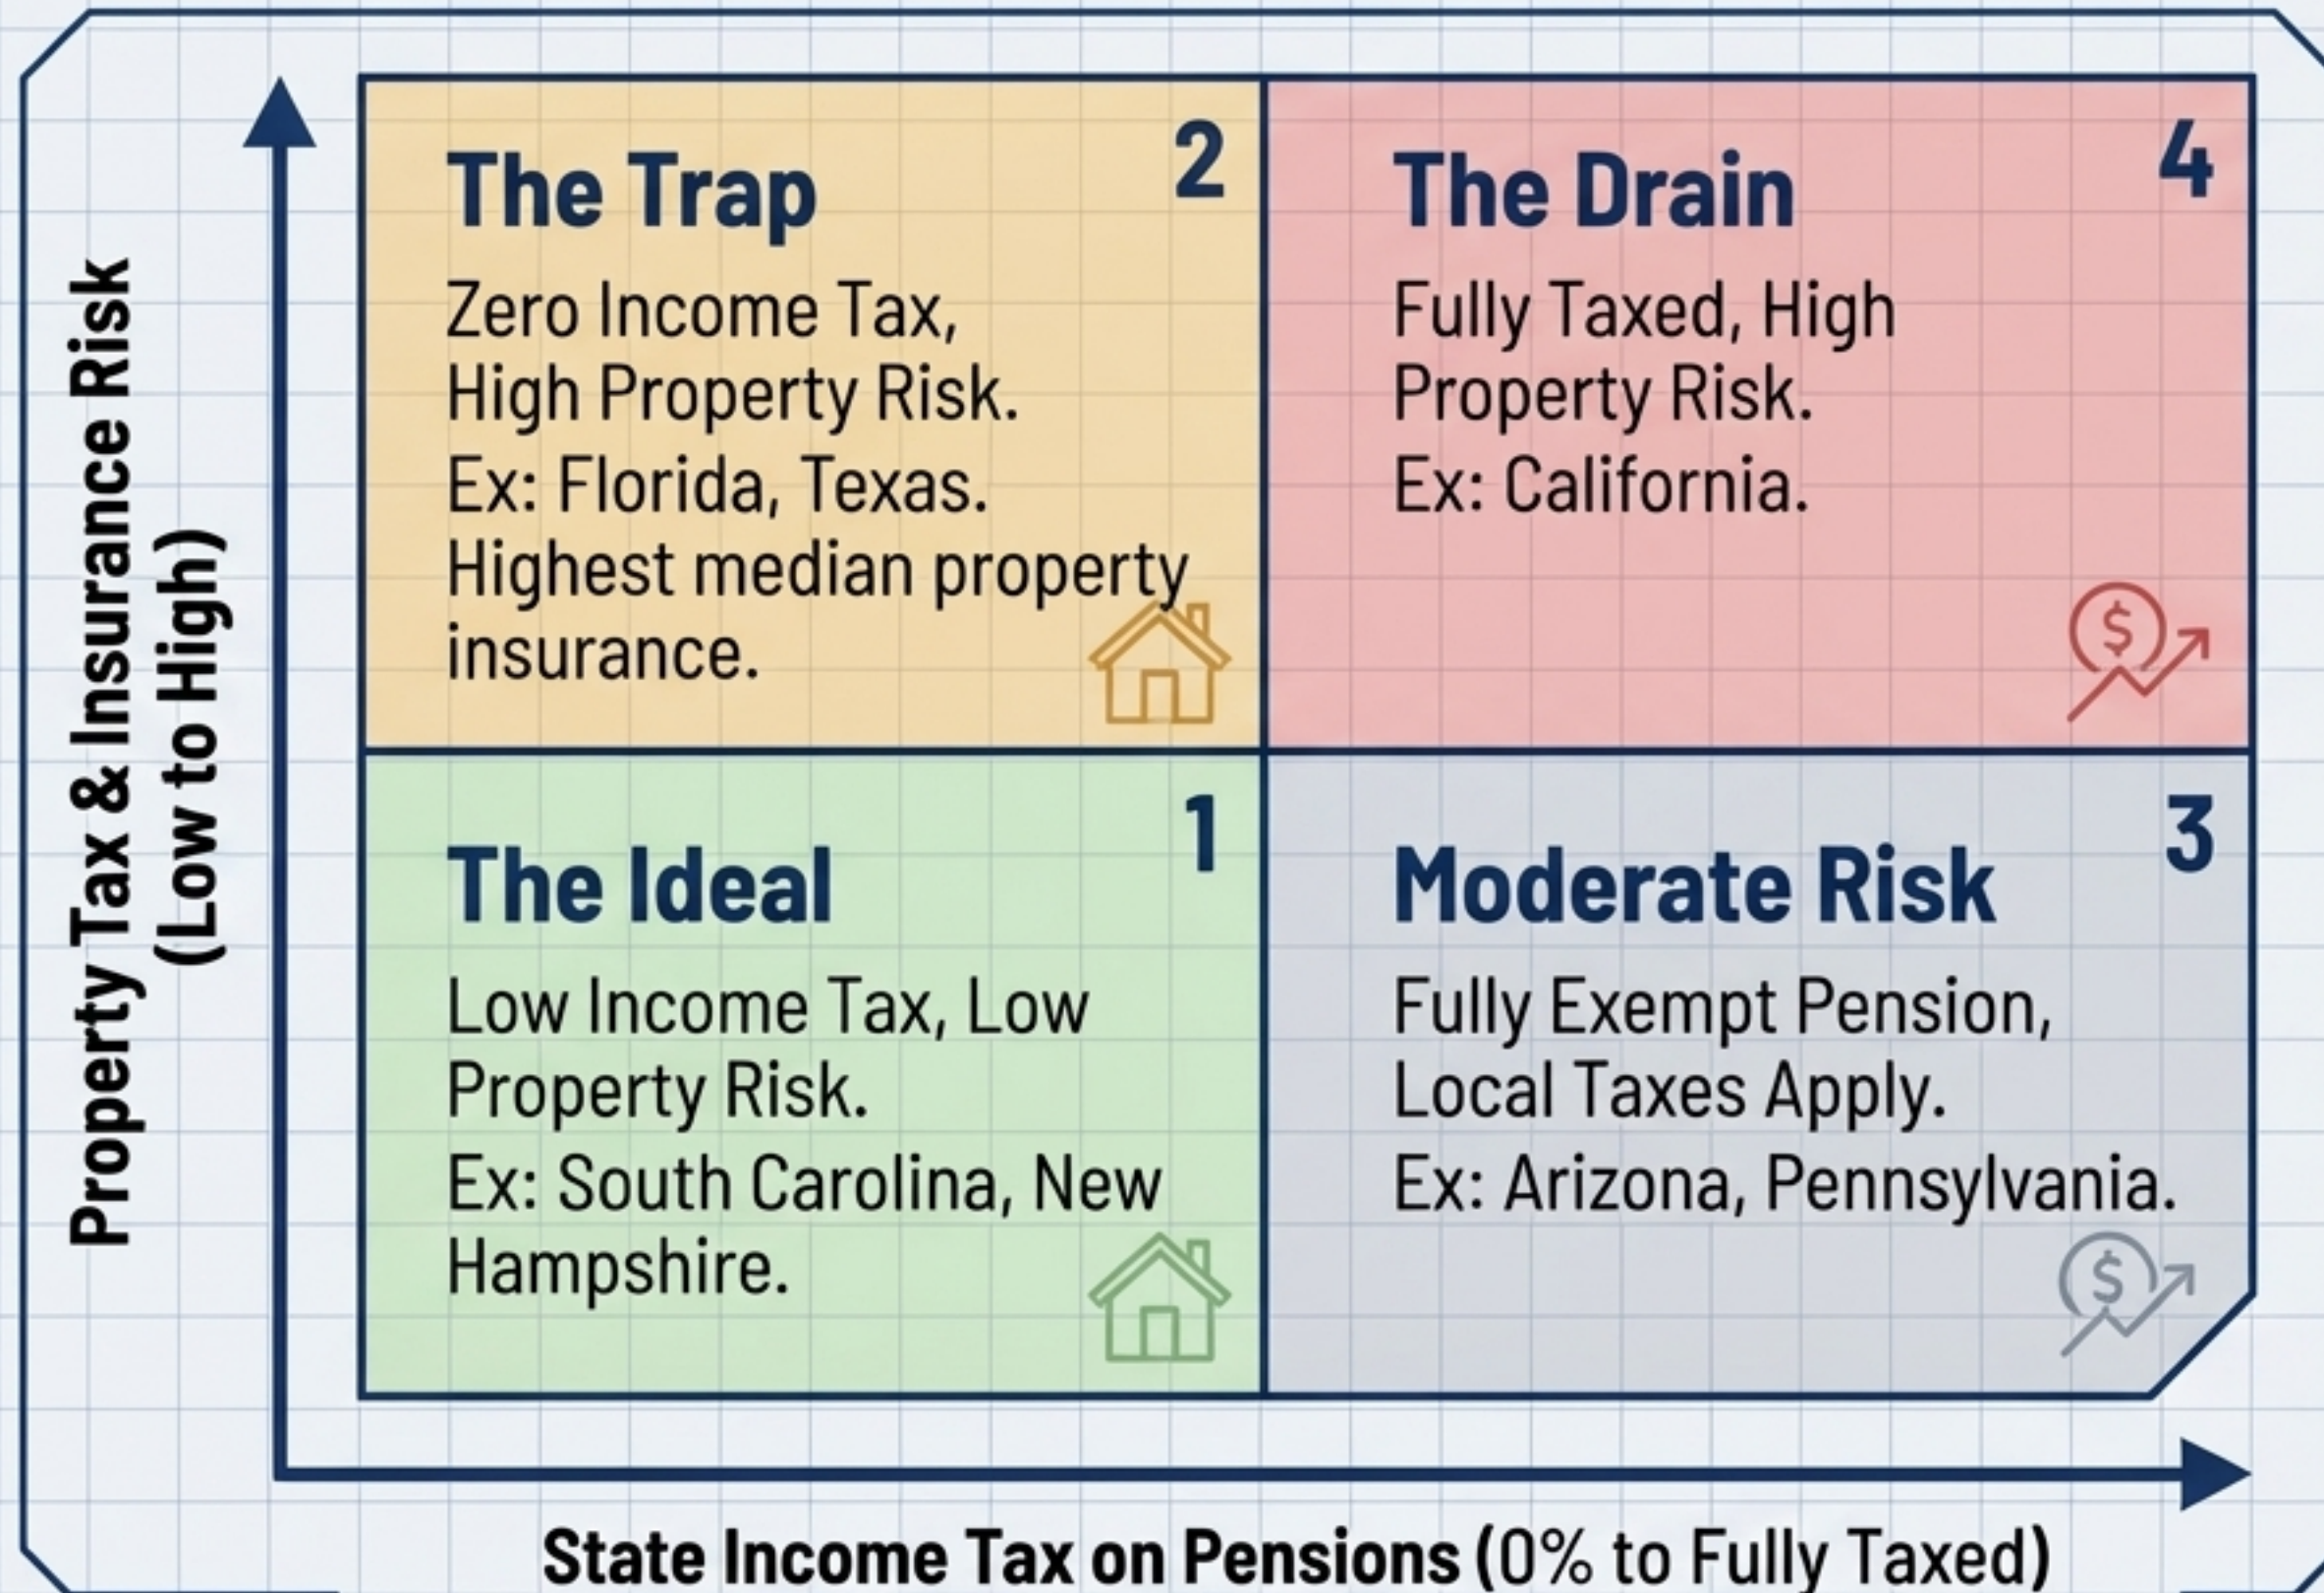 Property Tax & Insurance Risk
(Low to High)
2
The Trap
Zero Income Tax,
High Property Risk.
Ex: Florida, Texas.
Highest median property
insurance.
4
The Drain
Fully Taxed, High
Property Risk.
Ex: California.
$
1
The Ideal
Low Income Tax, Low
Property Risk.
Ex: South Carolina, New
Hampshire.
3
Moderate Risk
Fully Exempt Pension,
Local Taxes Apply.
Ex: Arizona, Pennsylvania.
$
State Income Tax on Pensions (0% to Fully Taxed)